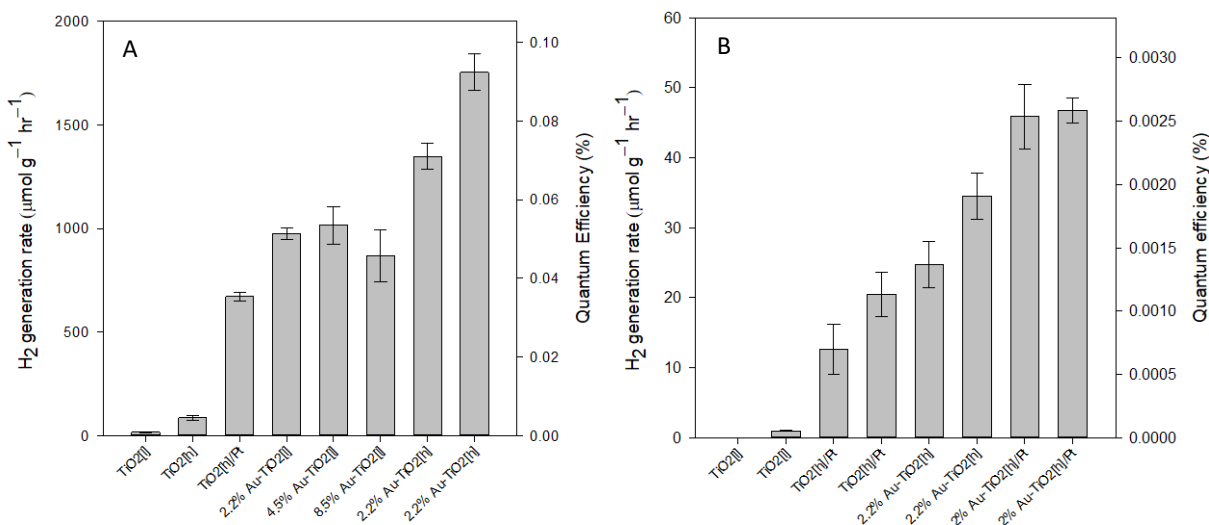 A
H₂ generation rate (μmol g⁻¹ hr⁻¹)
2000
1500
1000
500
0
Quantum Efficiency (%)
0.10
0.08
0.06
0.04
0.02
0.00
TiO2[l]
TiO2[h]
TiO2[h]/Pt
2.2% Au-TiO2[l]
4.5% Au-TiO2[l]
8.5% Au-TiO2[l]
2.2% Au-TiO2[h]
2.2% Au-TiO2[h]
B
H₂ generation rate (μmol g⁻¹ hr⁻¹)
60
50
40
30
20
10
0
Quantum efficiency (%)
0.0030
0.0025
0.0020
0.0015
0.0010
0.0005
0.0000
TiO2[l]
TiO2[l]
TiO2[h]/Pt
TiO2[h]/Pt
2.2% Au-TiO2[h]
2.2% Au-TiO2[h]
2% Au-TiO2[h]/Pt
2% Au-TiO2[h]/Pt